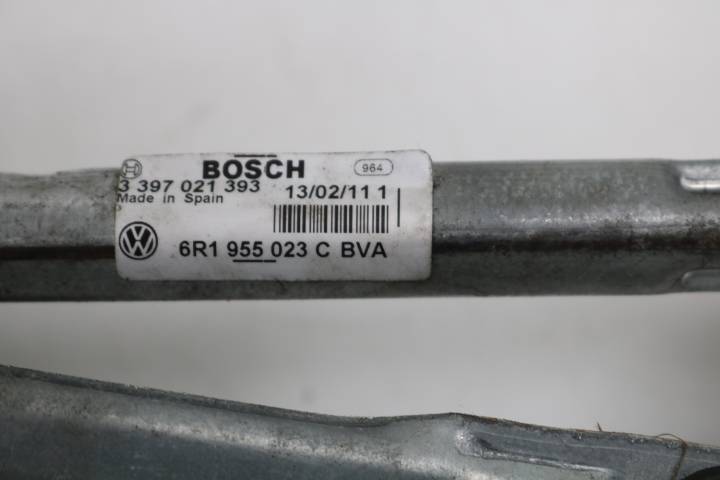 BOSCH 964
3 397 021 393 13/02/11 1
Made in Spain
6R1 955 023 C BVA